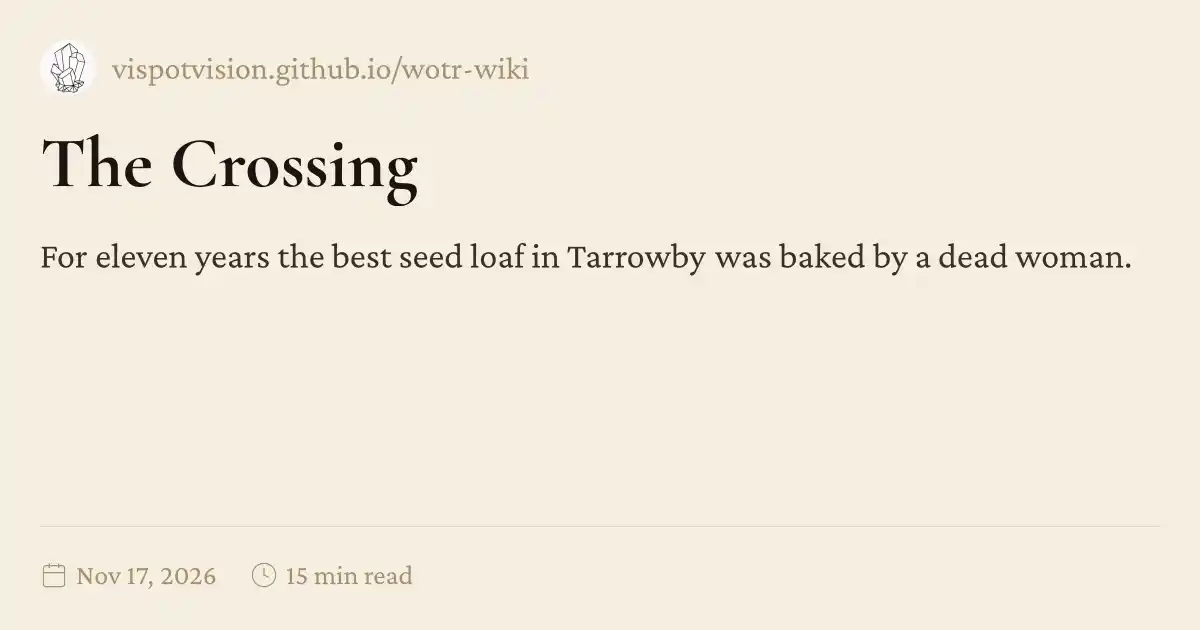 vispotvision.github.io/wotr-wiki
The Crossing
For eleven years the best seed loaf in Tarrowby was baked by a dead woman.
Nov 17, 2026
15 min read